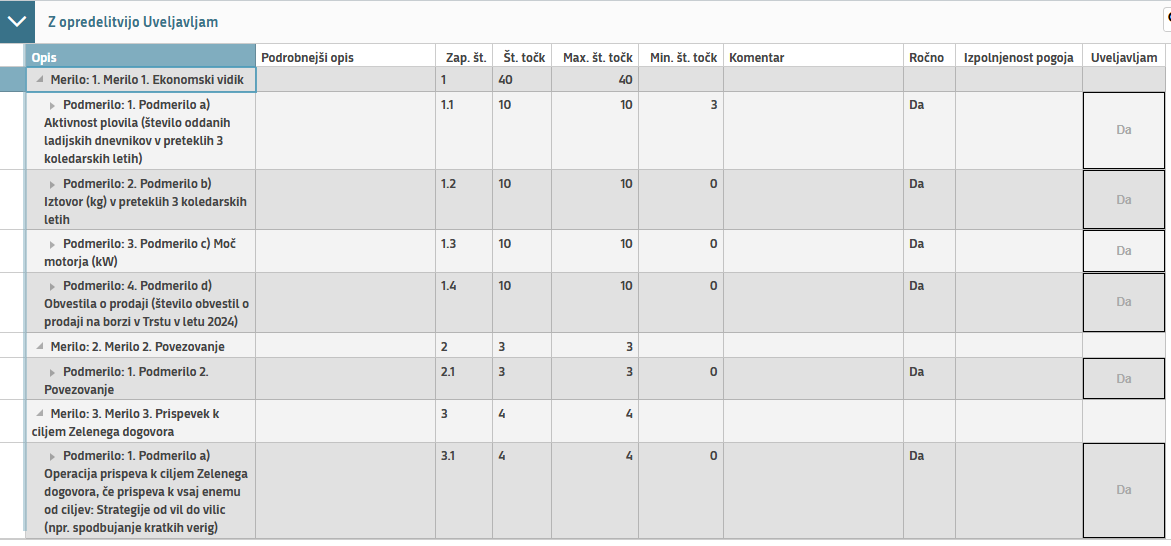 Z opredelitvijo Uveljavljam
Opis Podrobnejši opis Zap. št. Št. točk Max. št. točk Min. št. točk Komentar Ročno Izpolnjenost pogoja Uveljavljam
Merilo: 1. Merilo 1. Ekonomski vidik 1 40 40
Podmerilo: 1. Podmerilo a) 1.1 10 10 3 Da
Aktivnost plovila (število oddanih
ladijskih dnevnikov v preteklih 3
koledarskih letih)
Da
Podmerilo: 2. Podmerilo b) 1.2 10 10 0 Da
Iztovor (kg) v preteklih 3 koledarskih
letih
Da
Podmerilo: 3. Podmerilo c) Moč 1.3 10 10 0 Da
motorja (kW)
Da
Podmerilo: 4. Podmerilo d) 1.4 10 10 0 Da
Obvestila o prodaji (število obvestil o
prodaji na borzi v Trstu v letu 2024)
Da
Merilo: 2. Merilo 2. Povezovanje 2 3 3
Podmerilo: 1. Podmerilo 2. 2.1 3 3 0 Da
Povezovanje
Da
Merilo: 3. Merilo 3. Prispevek k 3 4 4
ciljem Zelenega dogovora
Podmerilo: 1. Podmerilo a) 3.1 4 4 0 Da
Operacija prispeva k ciljem Zelenega
dogovora, če prispeva k vsaj enemu
od ciljev: Strategije od vil do vilic
(npr. spodbujanje kratkih verig)
Da